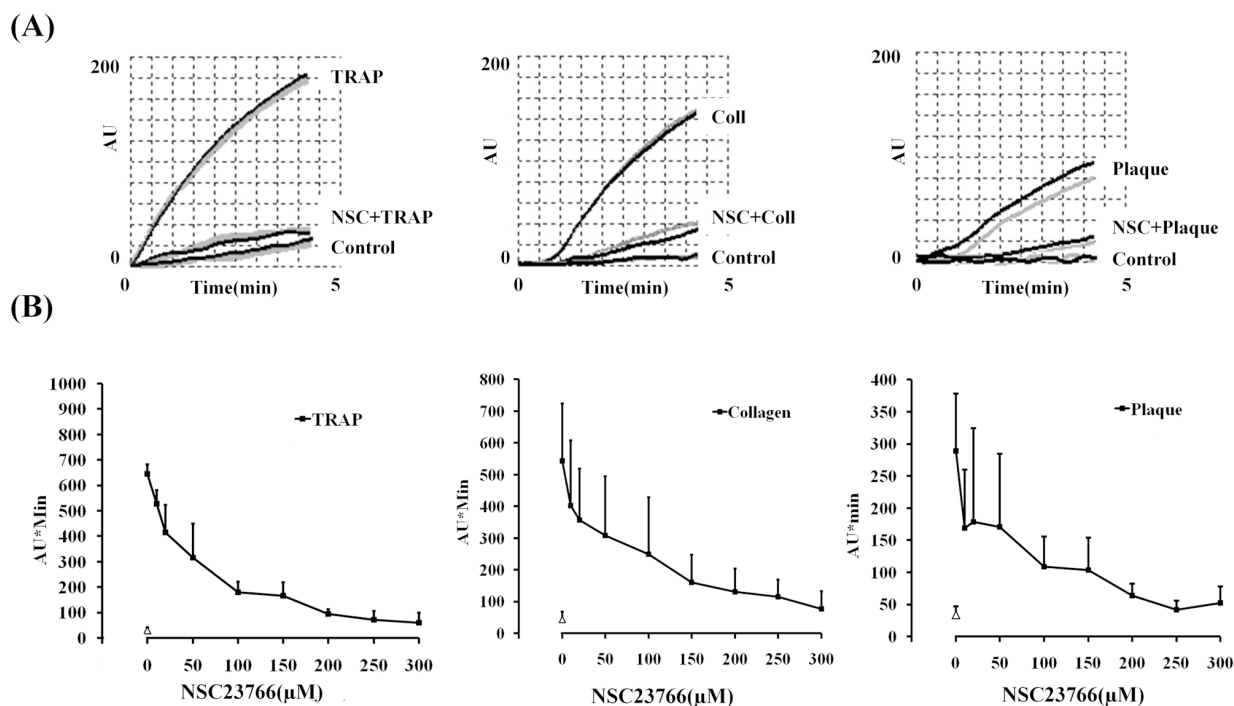 (A)
200
TRAP
AU
NSC+TRAP
Control
0
0
Time(min)
5
200
Coll
AU
NSC+Coll
Control
0
0
Time(min)
5
200
Plaque
AU
NSC+Plaque
Control
0
0
Time(min)
5
(B)
1000
900
800
700
600
500
400
300
200
100
0
AU*Min
TRAP
0 50 100 150 200 250 300
NSC23766(μM)
800
700
600
500
400
300
200
100
0
AU*Min
Collagen
0 50 100 150 200 250 300
NSC23766(μM)
400
350
300
250
200
150
100
50
0
AU*min
Plaque
0 50 100 150 200 250 300
NSC23766(μM)